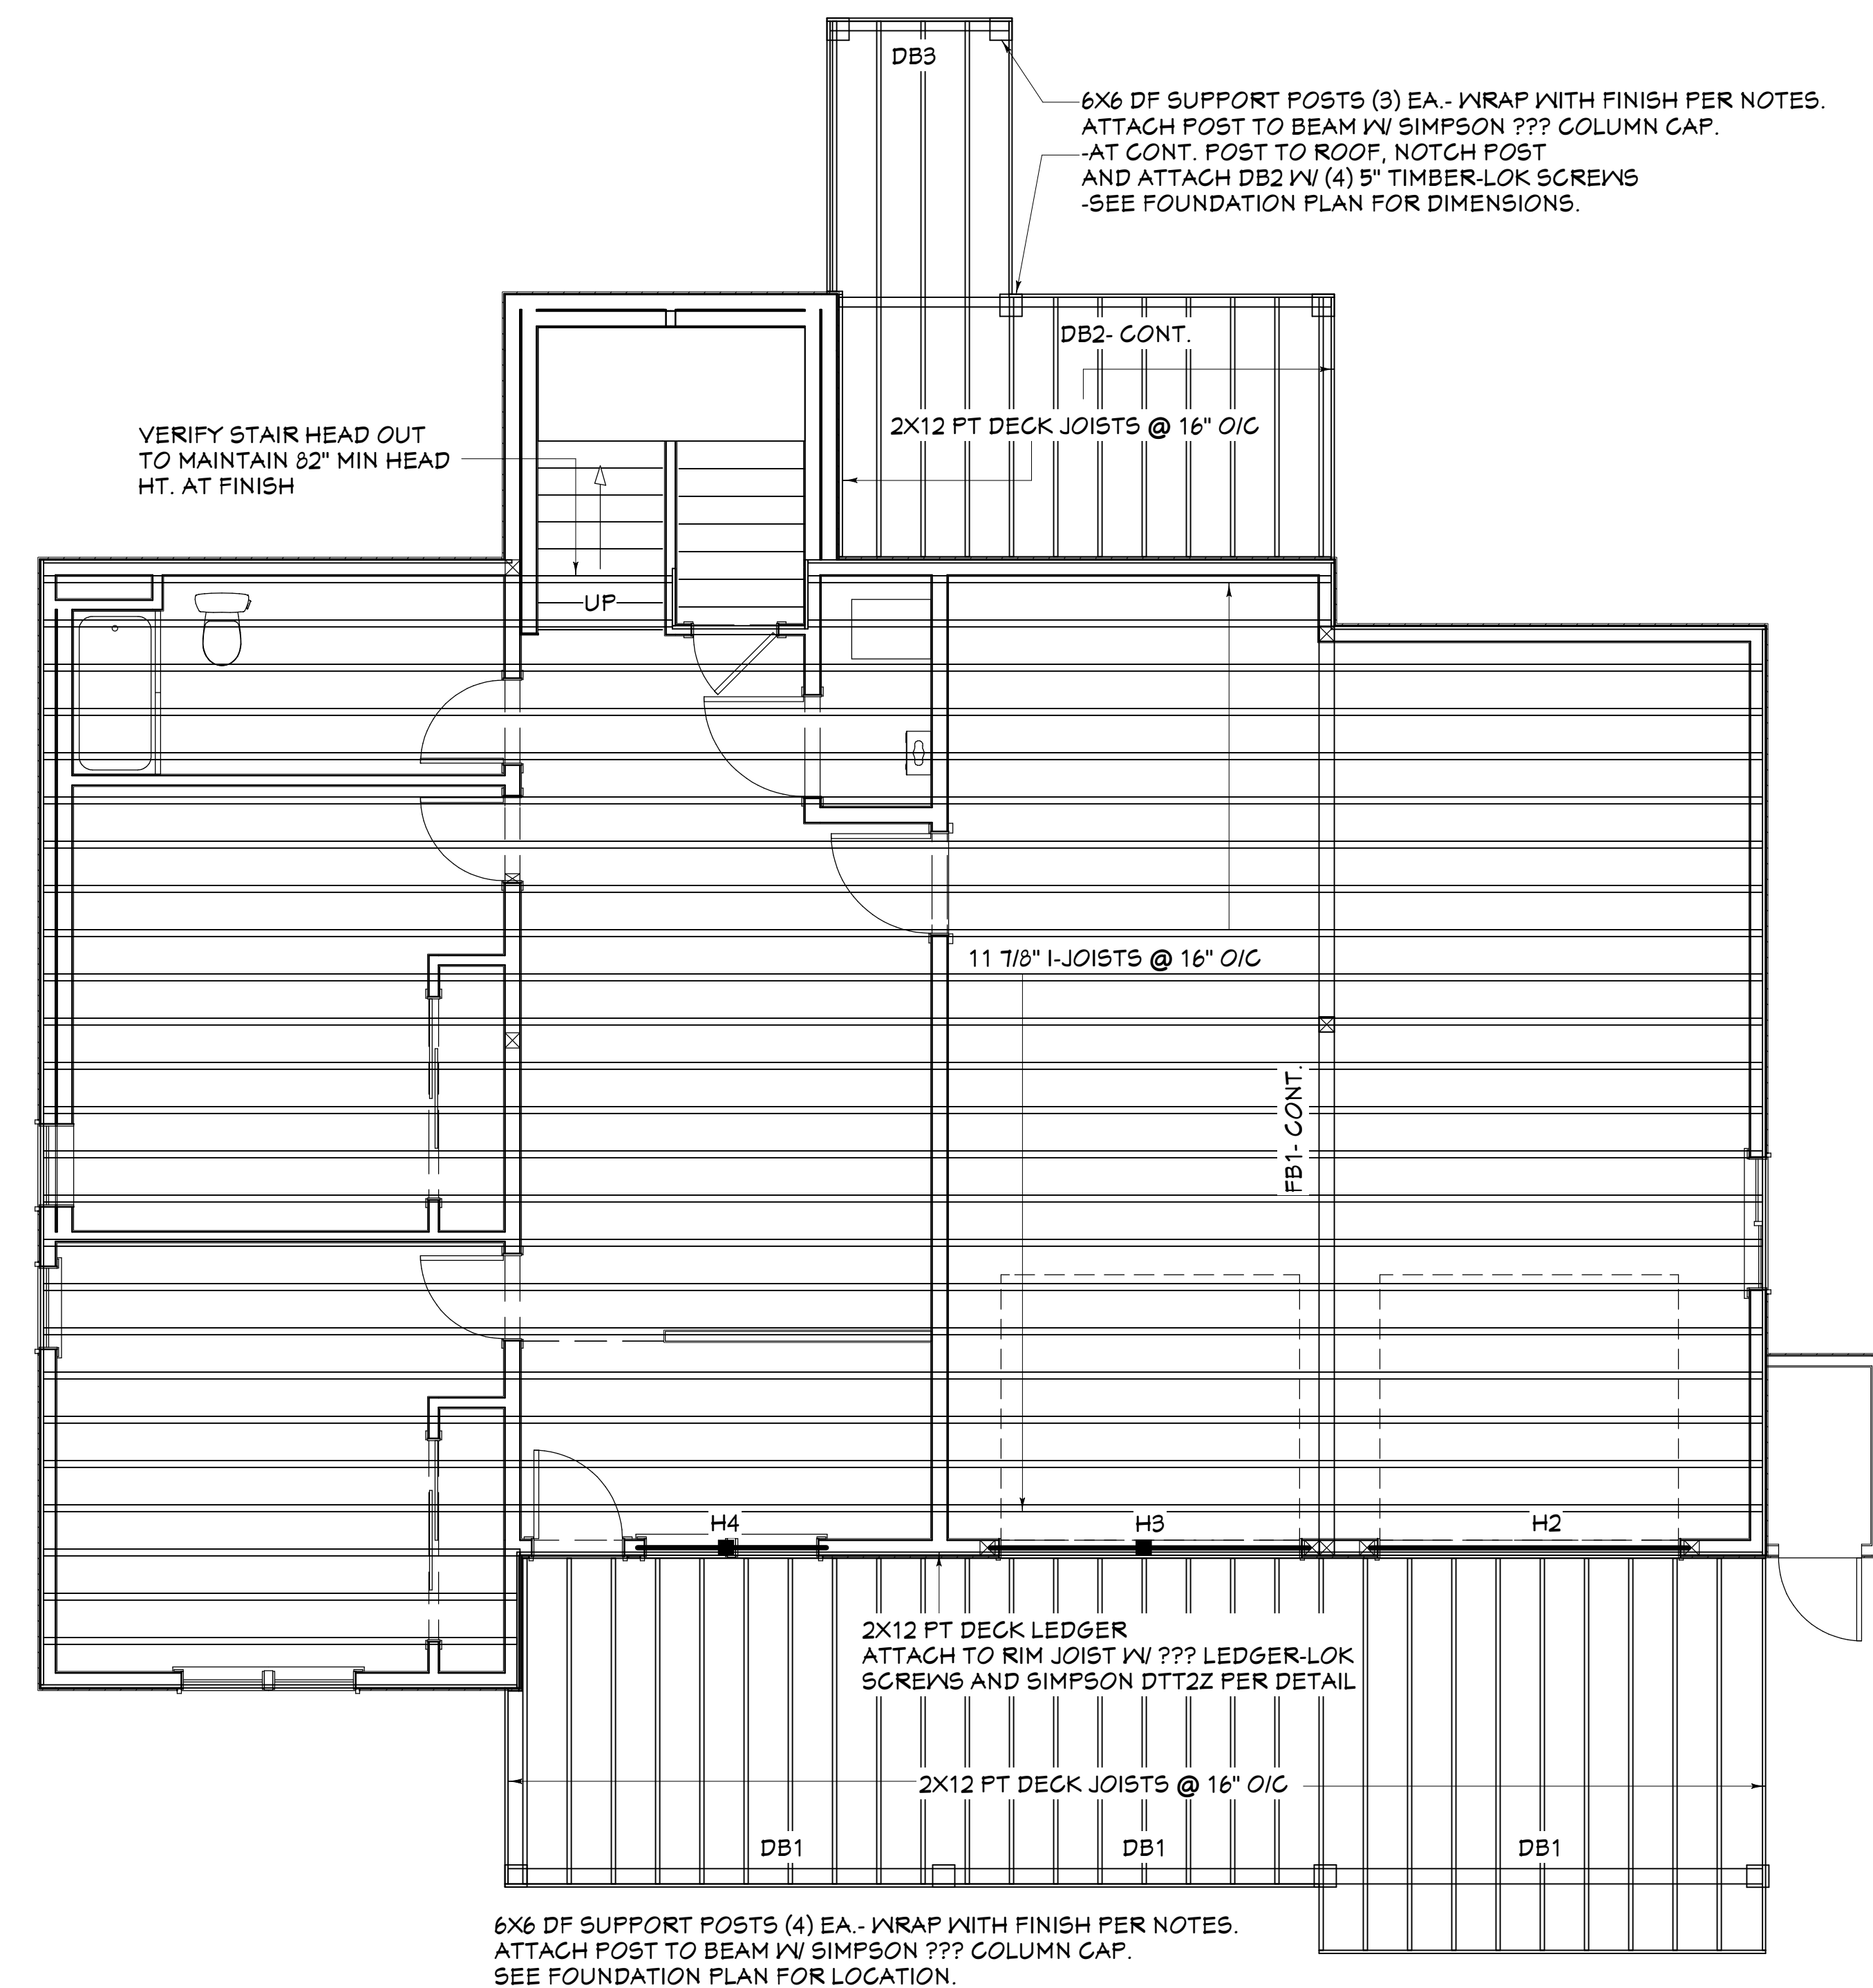 DB3
6X6 DF SUPPORT POSTS (3) EA.- WRAP WITH FINISH PER NOTES.
ATTACH POST TO BEAM W/ SIMPSON ??? COLUMN CAP.
-AT CONT. POST TO ROOF, NOTCH POST
AND ATTACH DB2 W/ (4) 5" TIMBER-LOK SCREWS
-SEE FOUNDATION PLAN FOR DIMENSIONS.
DB2- CONT.
2X12 PT DECK JOISTS @ 16" O/C
VERIFY STAIR HEAD OUT
TO MAINTAIN 82" MIN HEAD
HT. AT FINISH
UP
11 7/8" I-JOISTS @ 16" O/C
FB1- CONT.
H4
H3
H2
2X12 PT DECK LEDGER
ATTACH TO RIM JOIST W/ ??? LEDGER-LOK
SCREWS AND SIMPSON DTT2Z PER DETAIL
2X12 PT DECK JOISTS @ 16" O/C
DB1
DB1
DB1
6X6 DF SUPPORT POSTS (4) EA.- WRAP WITH FINISH PER NOTES.
ATTACH POST TO BEAM W/ SIMPSON ??? COLUMN CAP.
SEE FOUNDATION PLAN FOR LOCATION.